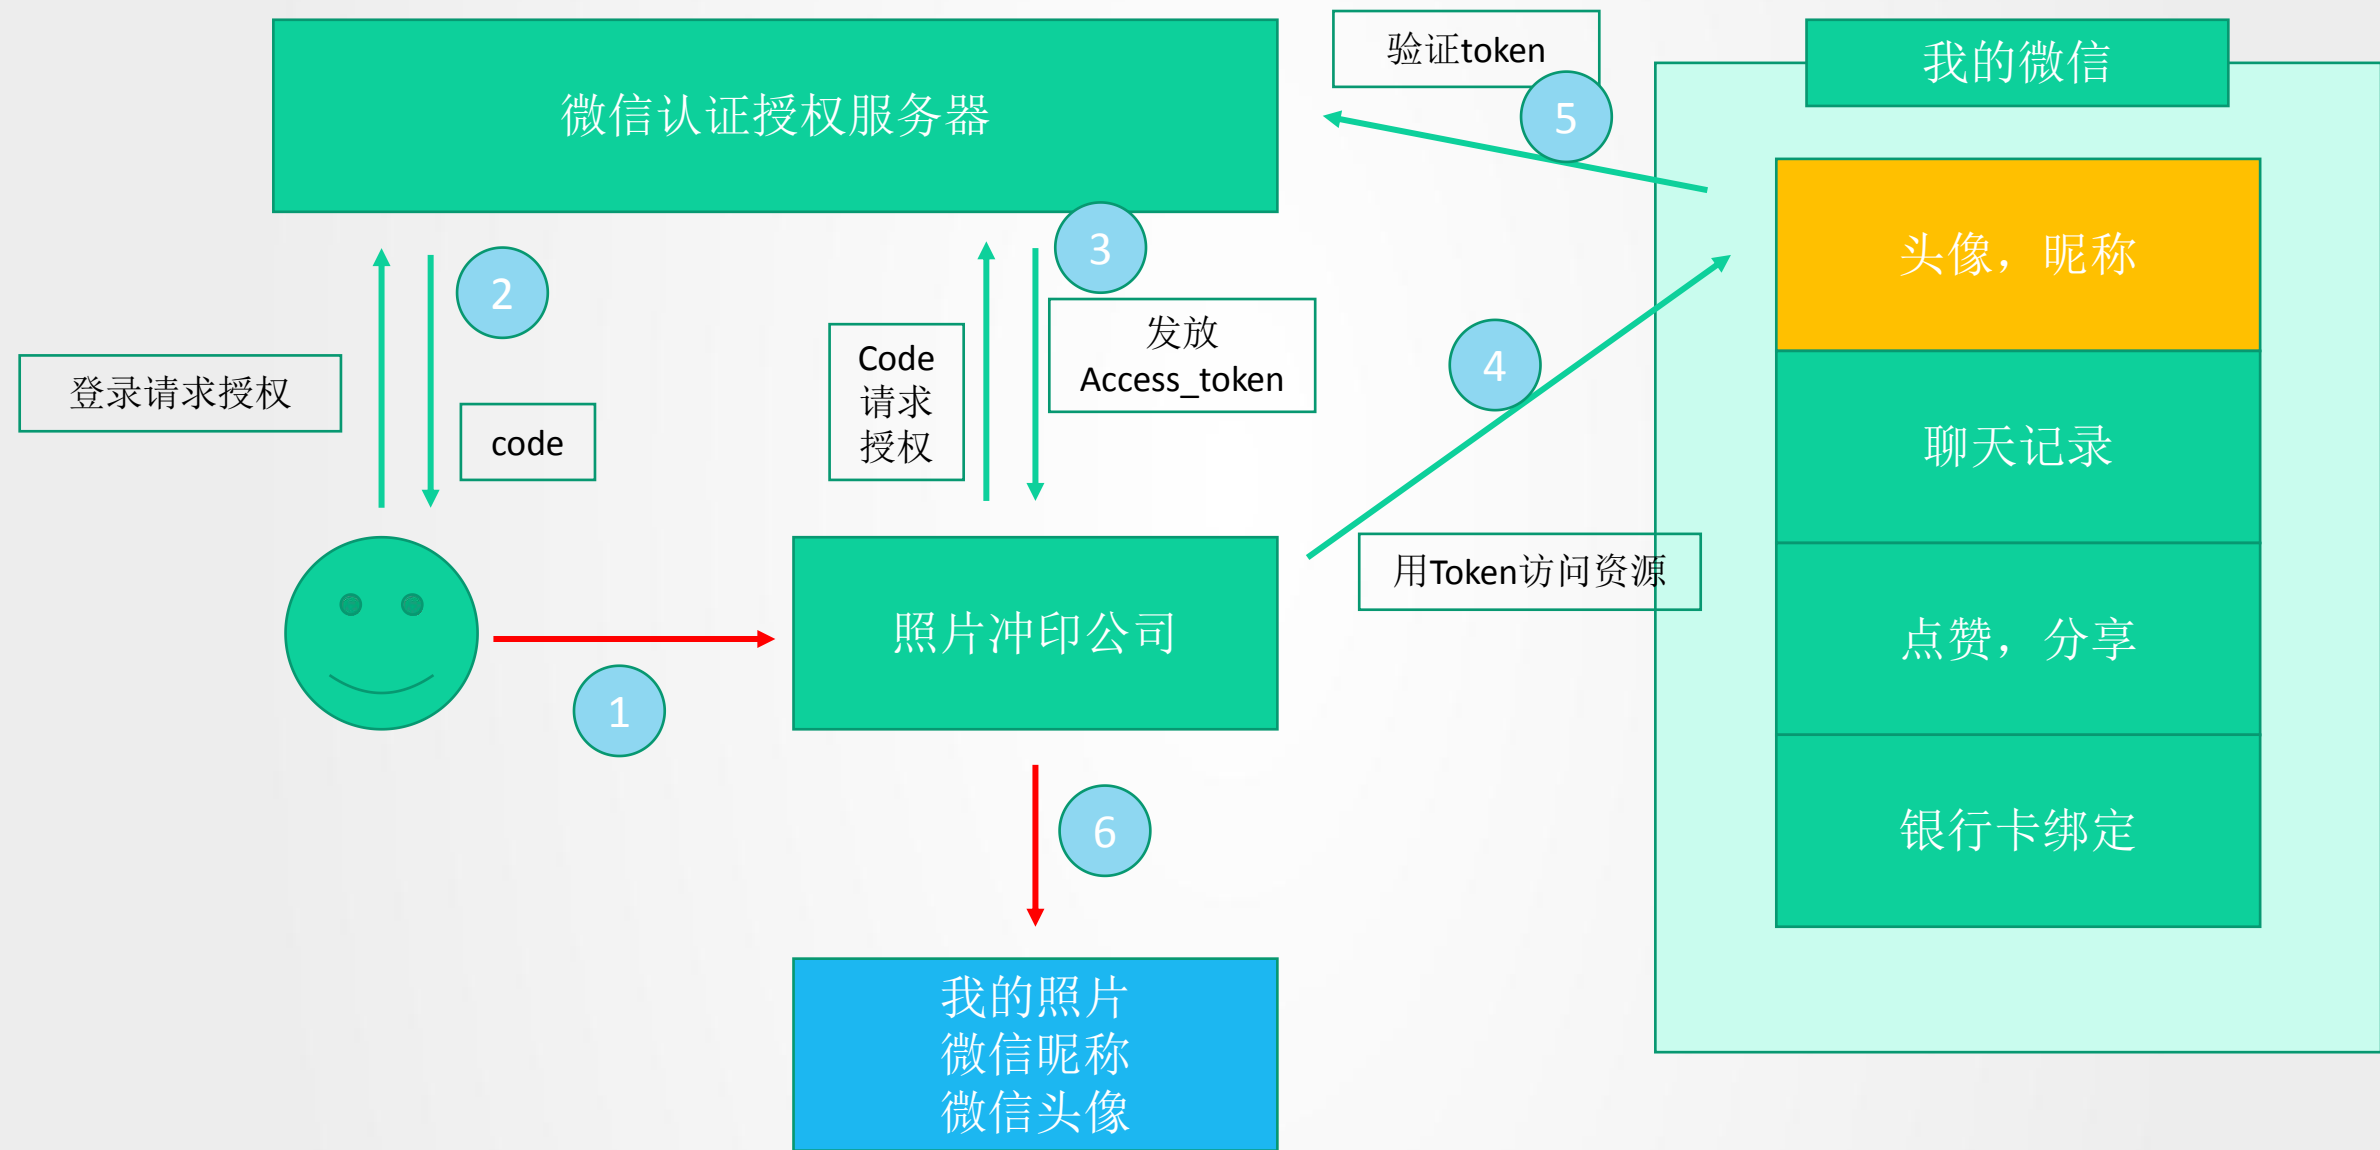 验证token
我的微信
微信认证授权服务器
5
3
头像，昵称
2
发放
Access_token
Code
请求
授权
4
登录请求授权
code
聊天记录
用Token访问资源
照片冲印公司
点赞，分享
1
6
银行卡绑定
我的照片
微信昵称
微信头像